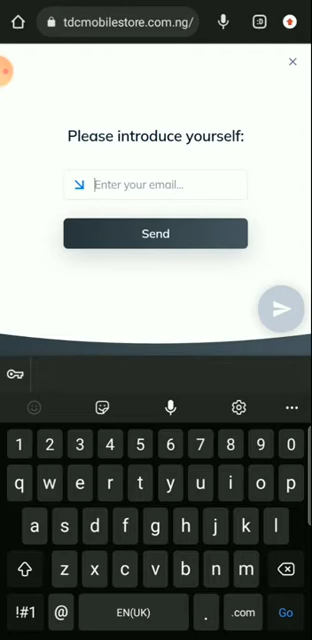 tdcmobilestore.com.ng/
:D
Please introduce yourself:
Enter your email...
Send
1 2 3 4 5 6 7 8 9 0
q w e r t y u i o p
a s d f g h j k l
z x c v b n m
!#1 @ EN(UK) . .com Go